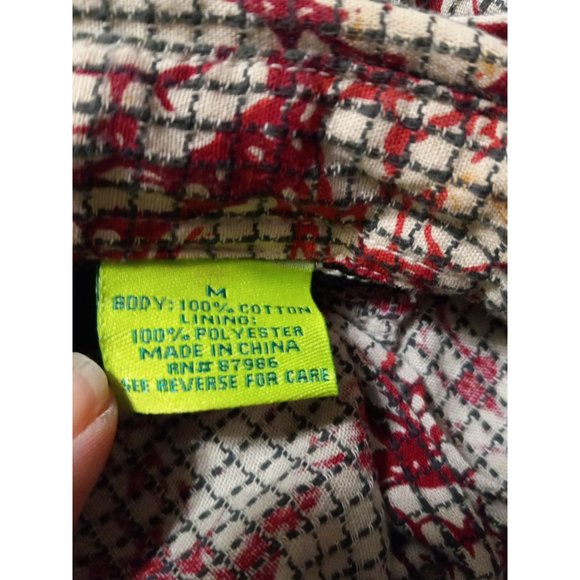 M
BODY: 100% COTTON
LINING:
100% POLYESTER
MADE IN CHINA
RN# 87986
SEE REVERSE FOR CARE